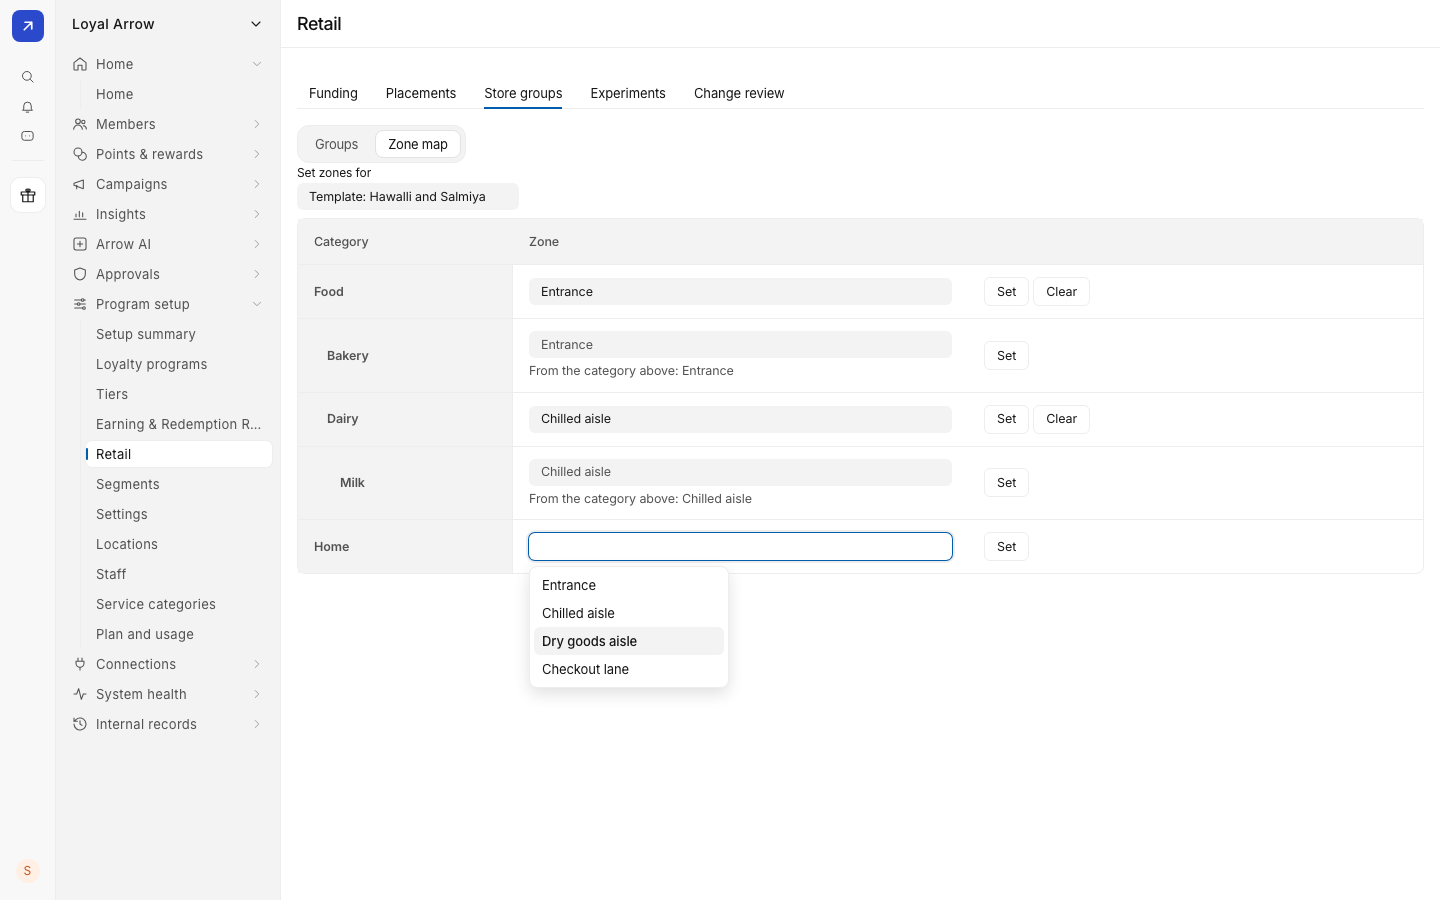 Loyal Arrow
Home
Home
Members
Points & rewards
Campaigns
Insights
Arrow AI
Approvals
Program setup
Setup summary
Loyalty programs
Tiers
Earning & Redemption R...
Retail
Segments
Settings
Locations
Staff
Service categories
Plan and usage
Connections
System health
Internal records
S
Retail
Funding Placements Store groups Experiments Change review
Groups Zone map
Set zones for
Template: Hawalli and Salmiya
Category Zone
Food Entrance Set Clear
Bakery Entrance Set
From the category above: Entrance
Dairy Chilled aisle Set Clear
Milk Chilled aisle Set
From the category above: Chilled aisle
Home Set
Entrance
Chilled aisle
Dry goods aisle
Checkout lane